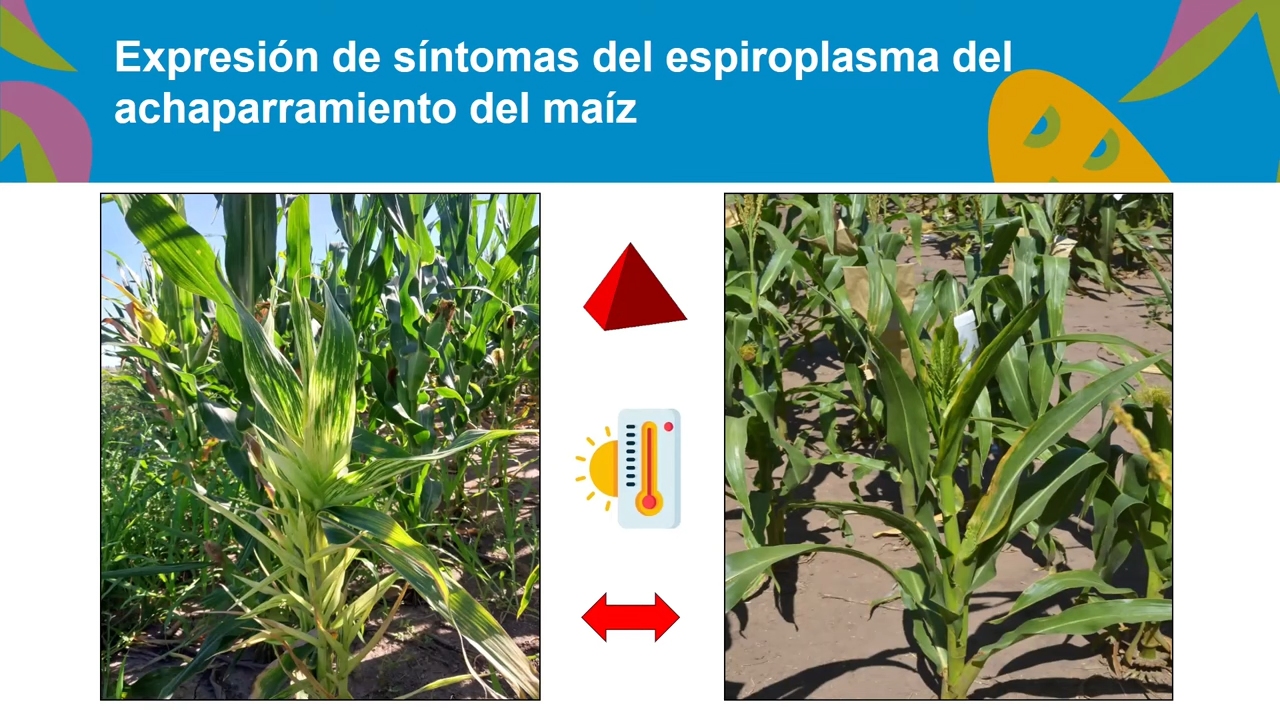 Expresión de síntomas del espiroplasma del
achaparramiento del maíz